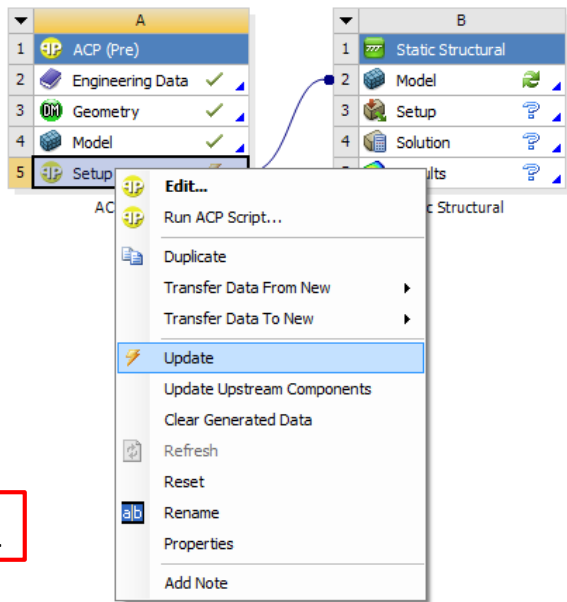 A
1 ACP (Pre)
2 Engineering Data
3 Geometry
4 Model
5 Setup
AC
B
1 Static Structural
2 Model
3 Setup
4 Solution
ults
c Structural
Edit...
Run ACP Script...
Duplicate
Transfer Data From New
Transfer Data To New
Update
Update Upstream Components
Clear Generated Data
Refresh
Reset
a|b Rename
Properties
Add Note